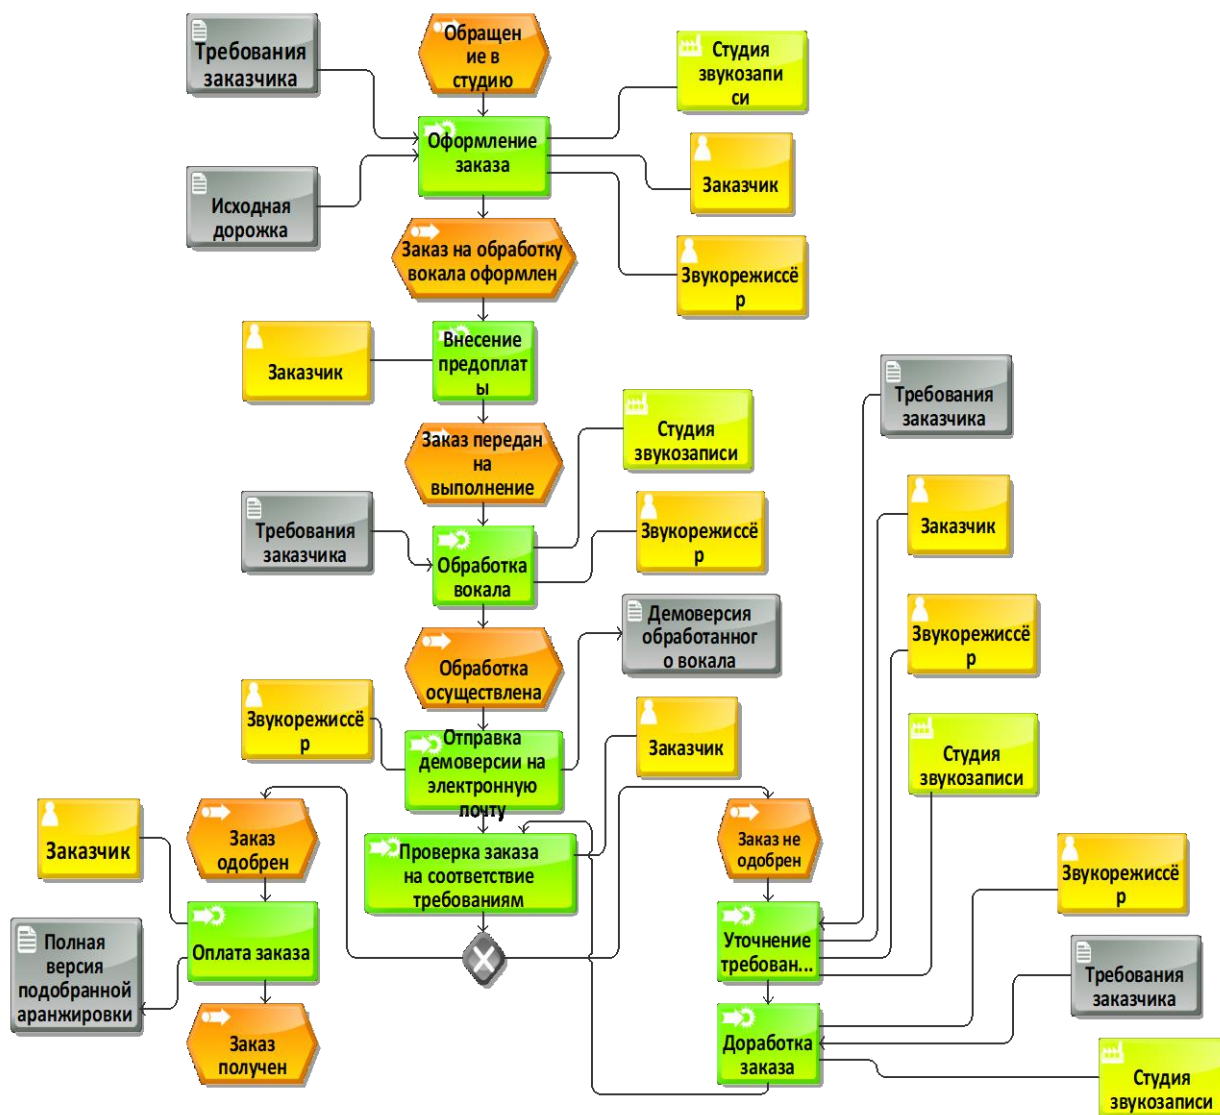 Требования
заказчика
Обращен
ие в
студию
Студия
звукозапи
си
Оформление
заказа
Заказчик
Исходная
дорожка
Заказ на обработку
вокала оформлен
Звукорежиссё
р
Заказчик
Внесение
предоплат
ы
Требования
заказчика
Заказ передан
на
выполнение
Студия
звукозаписи
Заказчик
Требования
заказчика
Обработка
вокала
Звукорежиссё
р
Звукорежиссё
р
Обработка
осуществлена
Демоверсия
обработанног
о вокала
Звукорежиссё
р
Отправка
демоверсии на
электронную
почту
Заказчик
Студия
звукозаписи
Заказчик
Заказ
одобрен
Проверка заказа
на соответствие
требованиям
Заказ не
одобрен
Звукорежиссё
р
Полная
версия
подобранной
аранжировки
Оплата заказа
Уточнение
требован...
Требования
заказчика
Заказ
получен
Доработка
заказа
Студия
звукозаписи